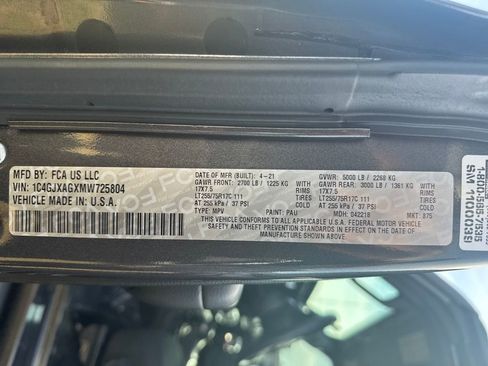 MFD BY: FCA US LLC
VIN: 1C4GJXAGXMW725804
VEHICLE MADE IN U.S.A.
DATE OF MFR (BUILT): 4-21
GAWR FRONT: 2700 LB / 1225 KG WITH
17X7.5 RIMS
LT255/75R17C 111 TIRES
AT 255 kPa / 37 PSI COLD
GVWR: 5000 LB / 2268 KG
GAWR REAR: 3000 LB / 1361 KG WITH
17X7.5 RIMS
LT255/75R17C 111 TIRES
AT 255 kPa / 37 PSI COLD
TYPE: MPV PAINT: PAU MDH: 042218 MKT: 875
THIS VEHICLE CONFORMS TO ALL APPLICABLE U.S.A. FEDERAL MOTOR VEHICLE
SAFETY AND THEFT PREVENTION STANDARDS IN EFFECT ON THE DATE OF MANUFACTURE.